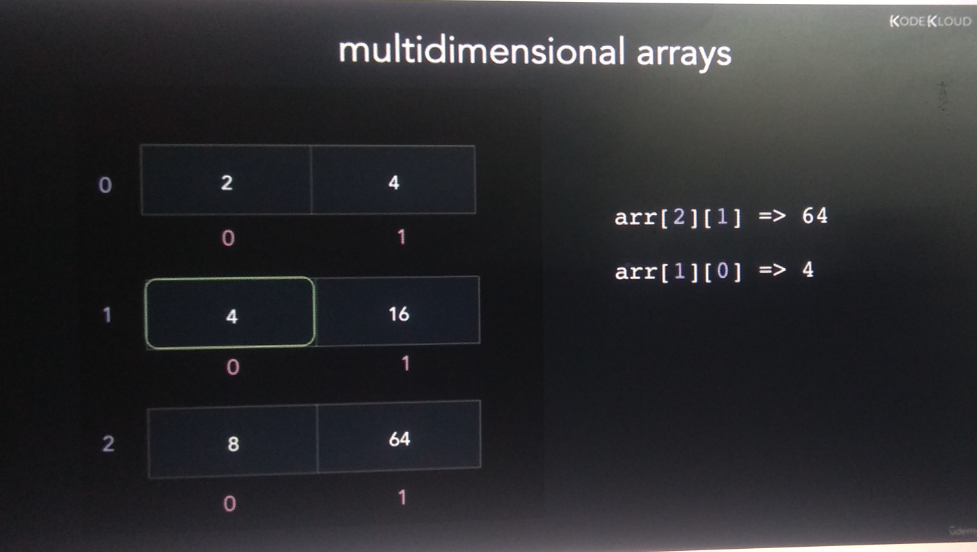 KODEKLOUD
multidimensional arrays
0 2 4
0 1
arr[2][1] => 64
arr[1][0] => 4
1 4 16
0 1
2 8 64
0 1